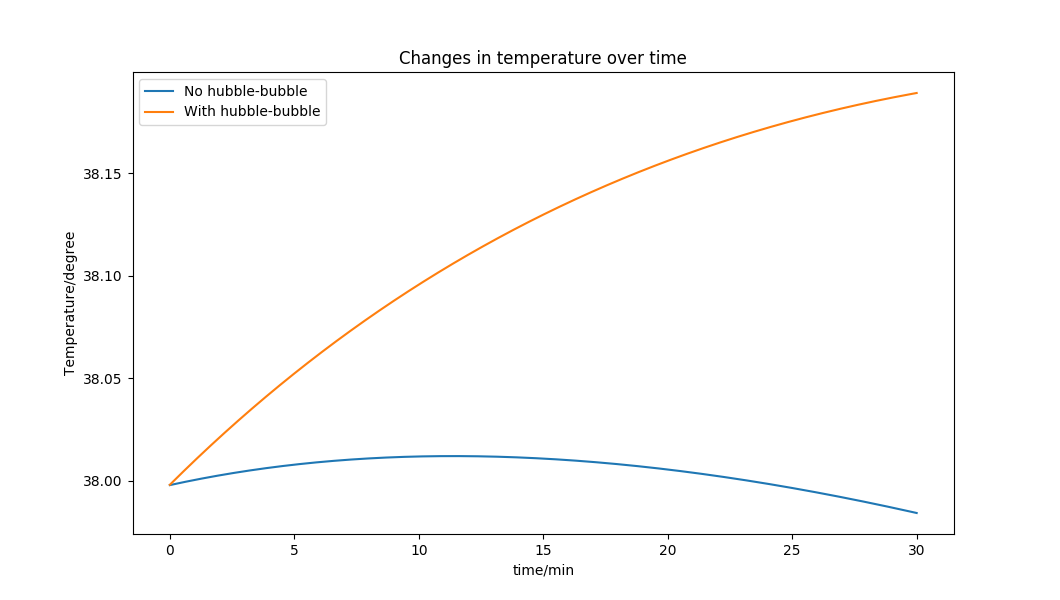 Changes in temperature over time
No hubble-bubble
With hubble-bubble
Temperature/degree
38.15
38.10
38.05
38.00
0 5 10 15 20 25 30
time/min